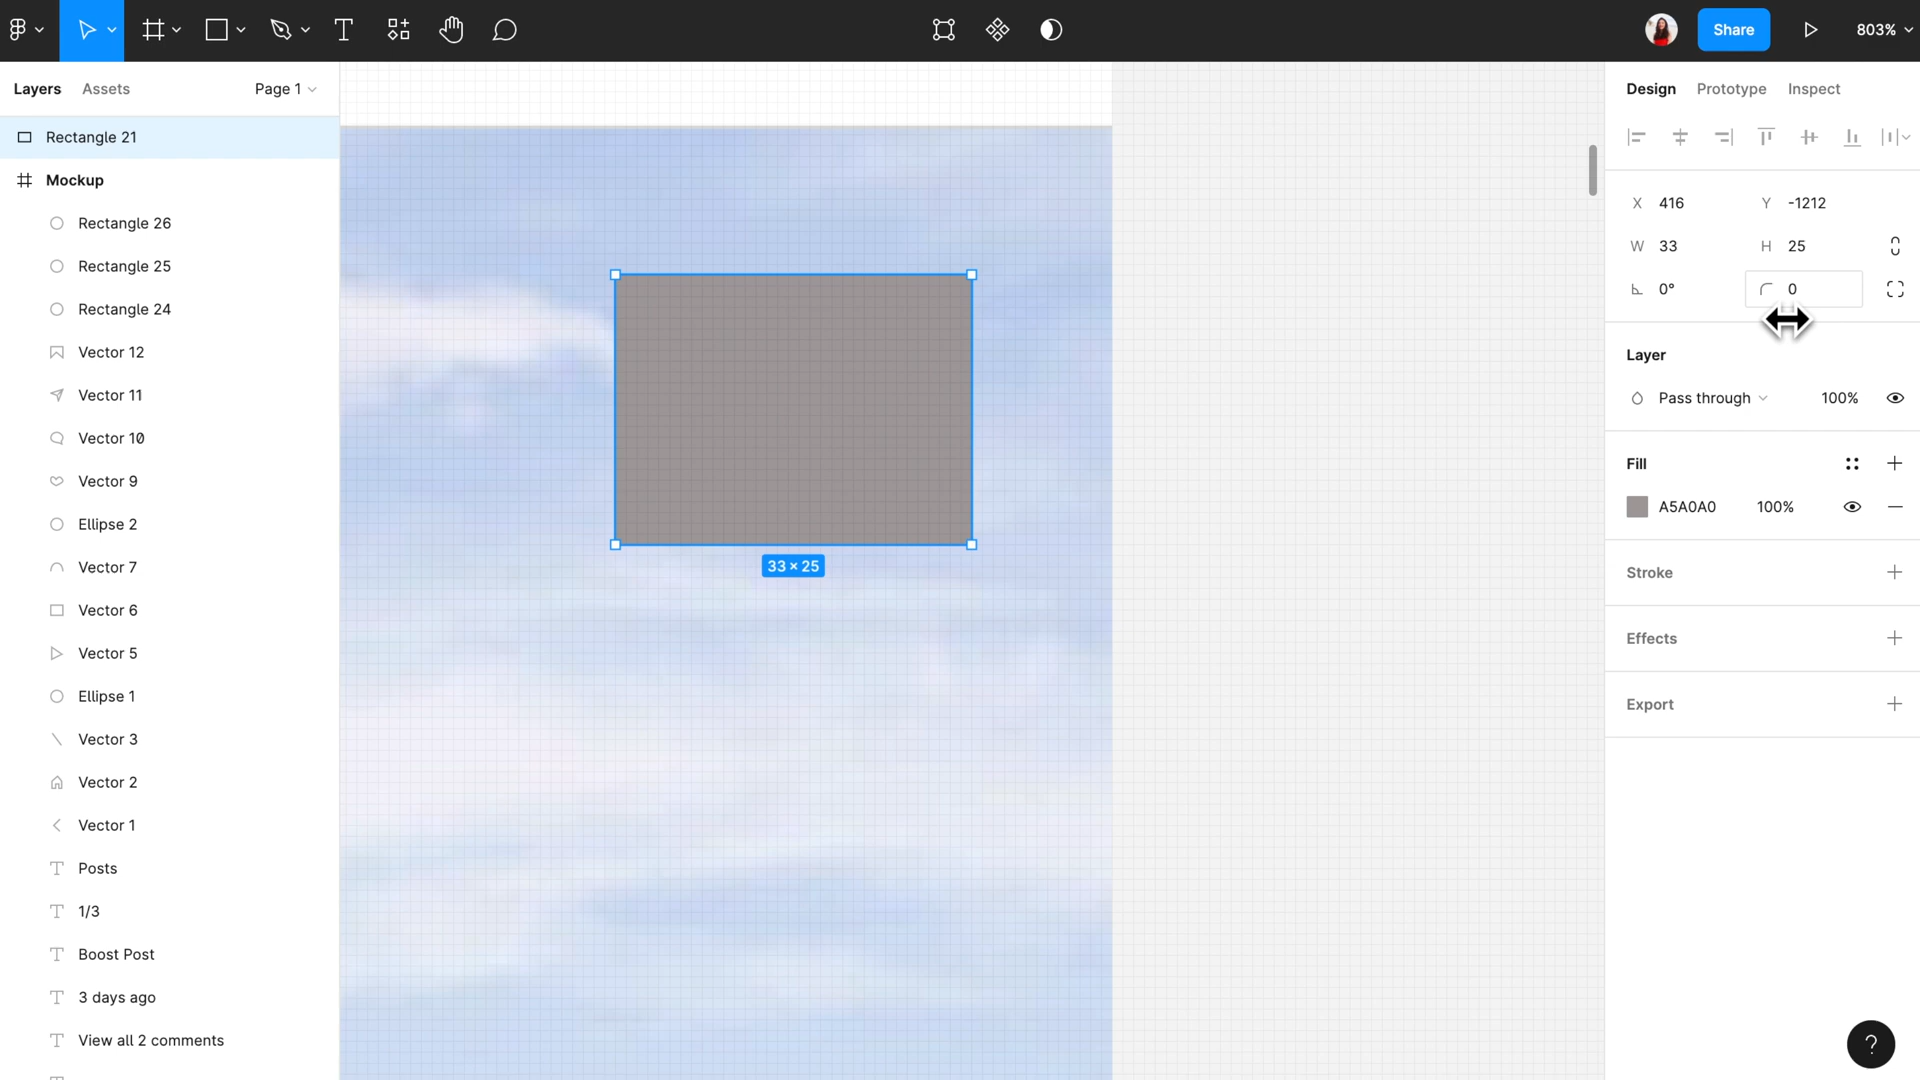 Share
803%
Layers Assets Page 1
Design Prototype Inspect
Rectangle 21
Mockup
Rectangle 26
Rectangle 25
Rectangle 24
Vector 12
Vector 11
Vector 10
Vector 9
Ellipse 2
Vector 7
Vector 6
Vector 5
Ellipse 1
Vector 3
Vector 2
Vector 1
Posts
1/3
Boost Post
3 days ago
View all 2 comments
33 × 25
X 416 Y -1212
W 33 H 25
0° 0
Layer
Pass through 100%
Fill
A5A0A0 100%
Stroke
Effects
Export
?